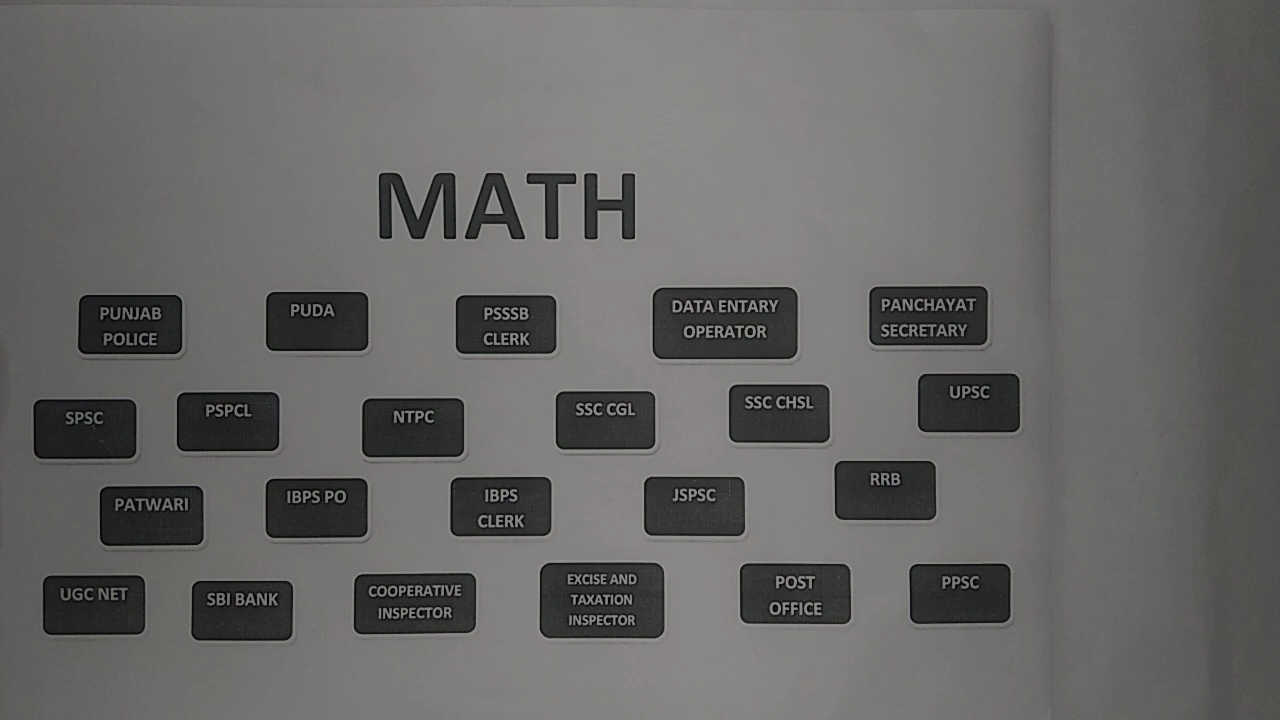 MATH
PUNJAB
POLICE
PUDA
PSSSB
CLERK
DATA ENTARY
OPERATOR
PANCHAYAT
SECRETARY
SPSC
PSPCL
NTPC
SSC CGL
SSC CHSL
UPSC
PATWARI
IBPS PO
IBPS
CLERK
JSPSC
RRB
UGC NET
SBI BANK
COOPERATIVE
INSPECTOR
EXCISE AND
TAXATION
INSPECTOR
POST
OFFICE
PPSC